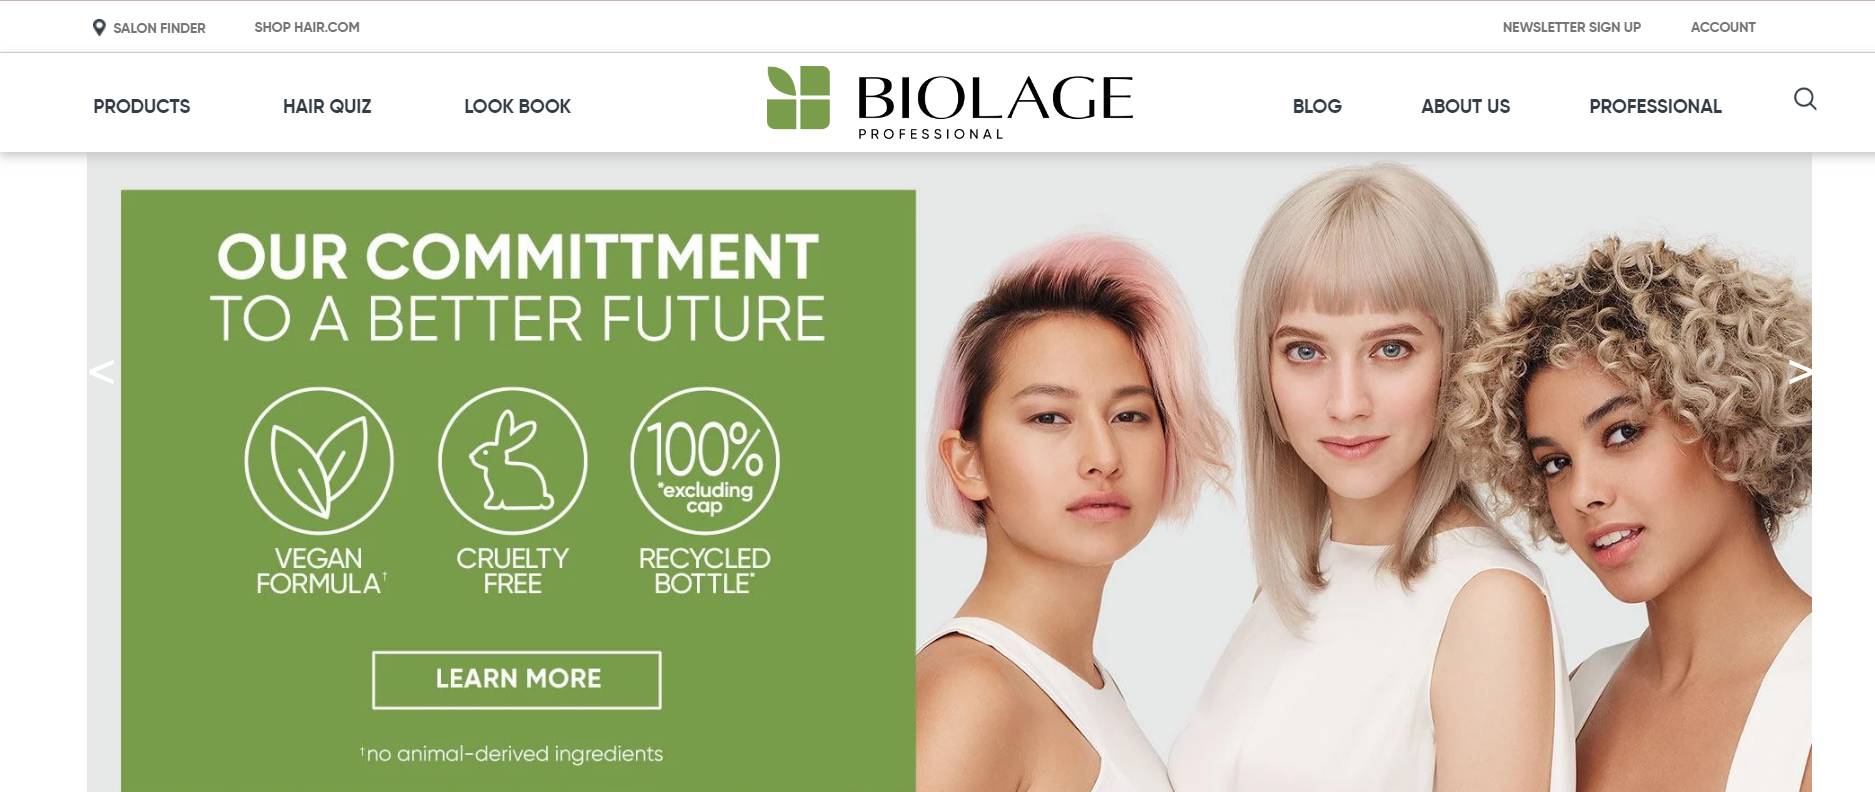 SALON FINDER
SHOP HAIR.COM
NEWSLETTER SIGN UP
ACCOUNT
PRODUCTS
HAIR QUIZ
LOOK BOOK
BIOLAGE
PROFESSIONAL
BLOG
ABOUT US
PROFESSIONAL
OUR COMMITTMENT
TO A BETTER FUTURE
<
>
100%
*excluding
cap
VEGAN
FORMULA†
CRUELTY
FREE
RECYCLED
BOTTLE*
LEARN MORE
†no animal-derived ingredients